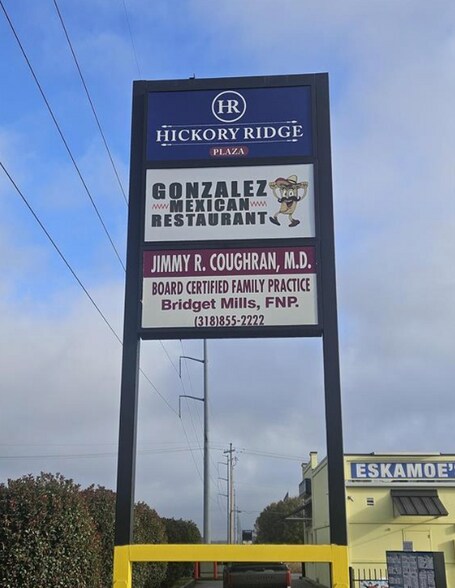 HR
HICKORY RIDGE
PLAZA
GONZALEZ
MEXICAN
RESTAURANT
JIMMY R. COUGHRAN, M.D.
BOARD CERTIFIED FAMILY PRACTICE
Bridget Mills, FNP.
(318)855-2222
ESKAMOE'